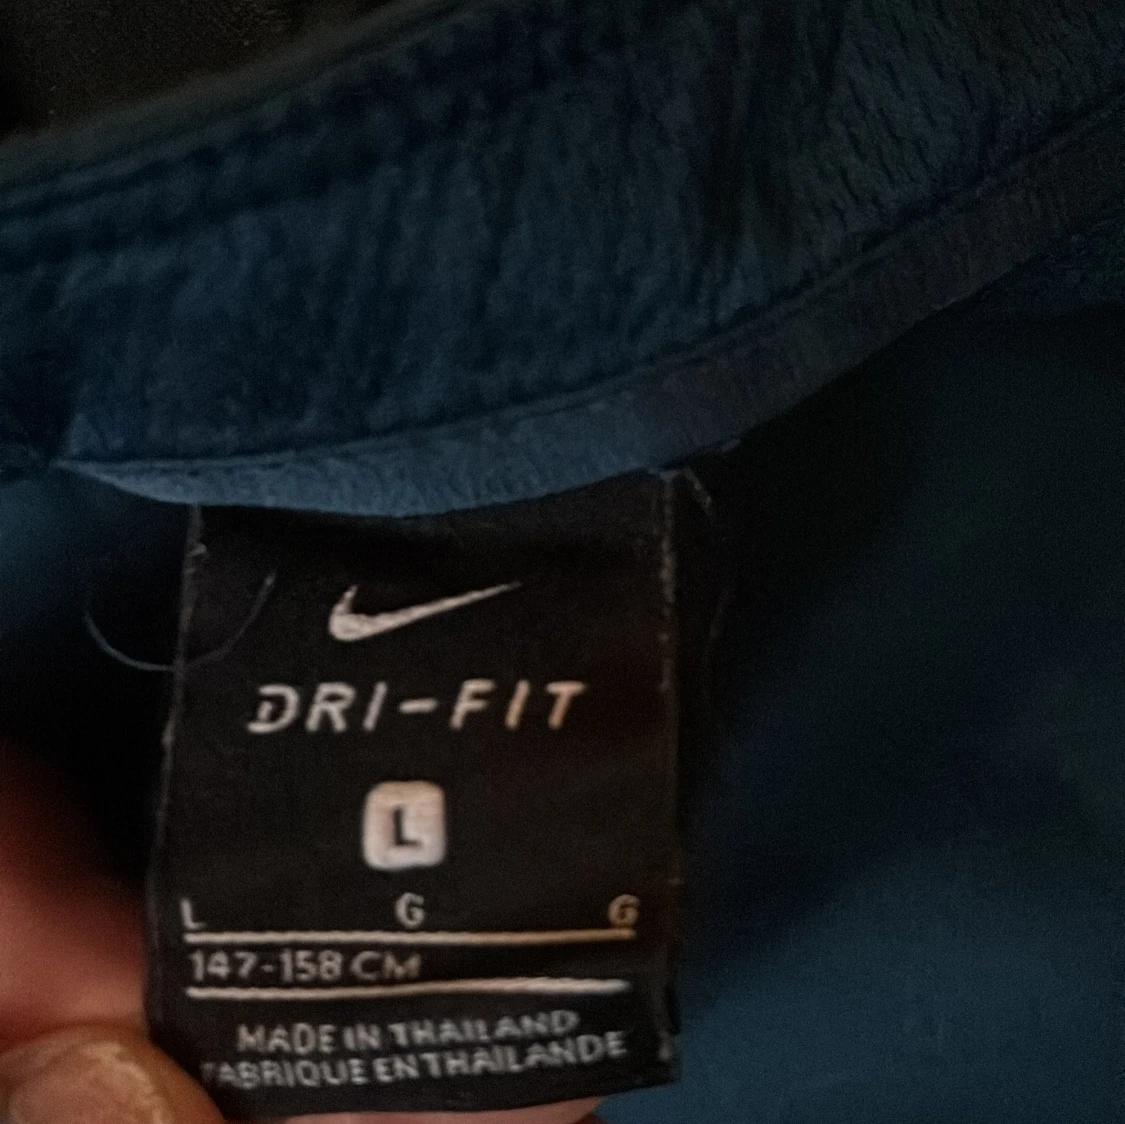 DRI-FIT
L
L G G
147-158 CM
MADE IN THAILAND
FABRIQUE EN THAILANDE